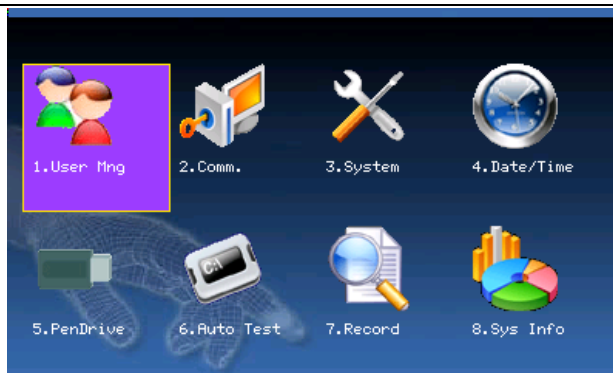 1.User Mng
2.Comm.
3.System
4.Date/Time
C:\
5.PenDrive
6.Auto Test
7.Record
8.Sys Info